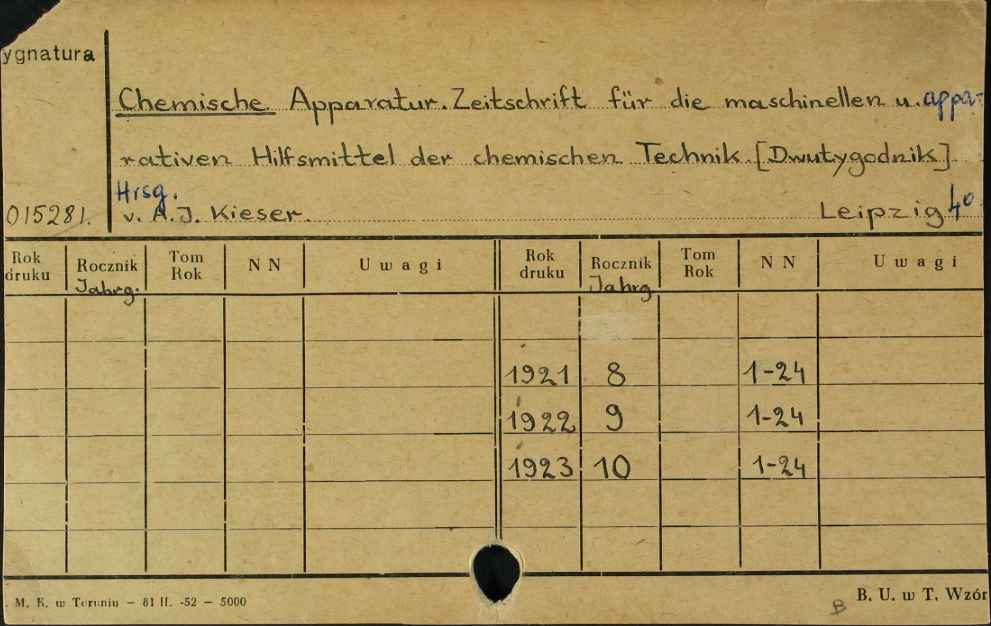 ygnatura
Chemische Apparatur. Zeitschrift für die maschinellen u. appa-
rativen Hilfsmittel der chemischen Technik. [Dwutygodnik]
Hrsg.
015281. v. A.J. Kieser. Leipzig 4°
Rok druku Rocznik Jahrg. Tom Rok N N Uwagi Rok druku Rocznik Jahrg. Tom Rok N N Uwagi
1921 8 1-24
1922 9 1-24
1923 10 1-24
. M. K. w Toruniu — 81 II. -52 — 5000 B B. U. w T. Wzór